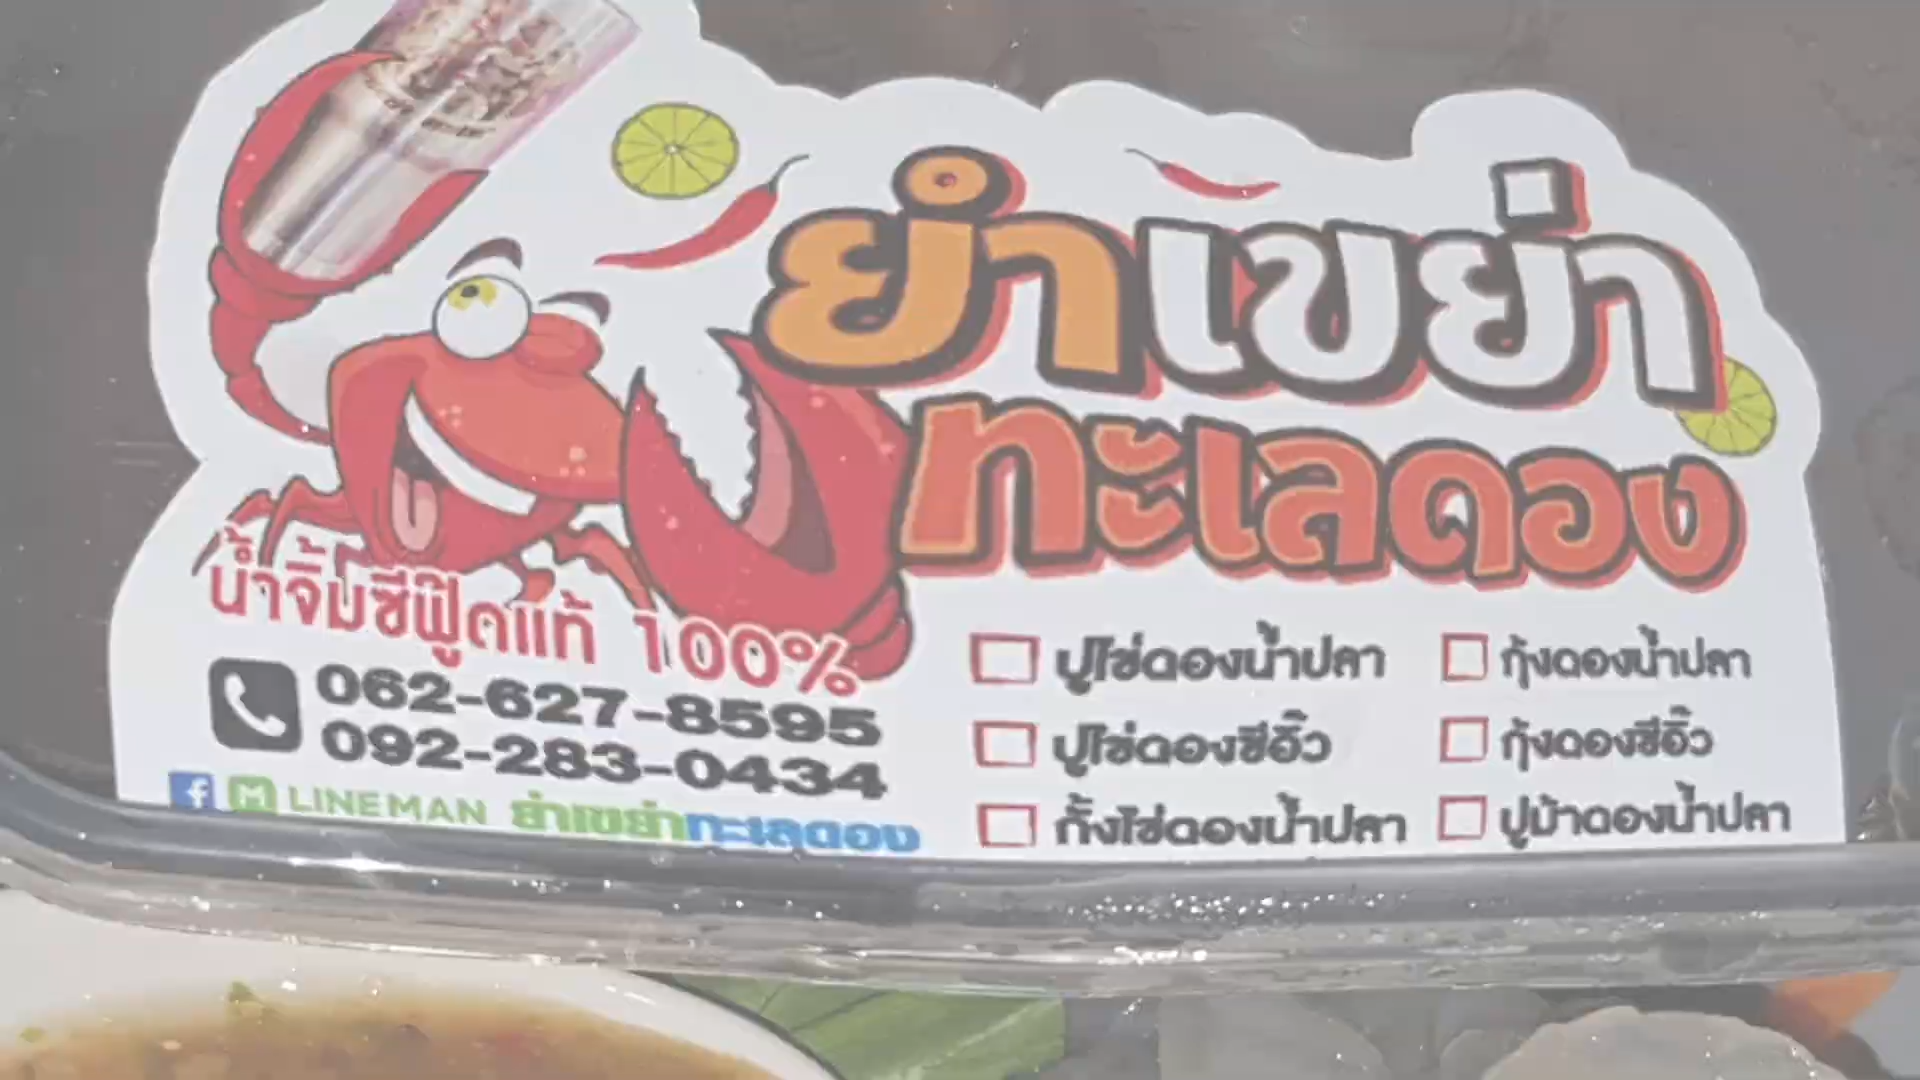 ยำเขย่า
ทะเลดอง
น้ำจิ้มซีฟู๊ดแท้ 100%
062-627-8595
092-283-0434
LINEMAN ยำเขย่าทะเลดอง
ปูไข่ดองน้ำปลา
กุ้งดองน้ำปลา
ปูไข่ดองซีอิ๊ว
กุ้งดองซีอิ๊ว
กั้งไข่ดองน้ำปลา
ปูม้าดองน้ำปลา